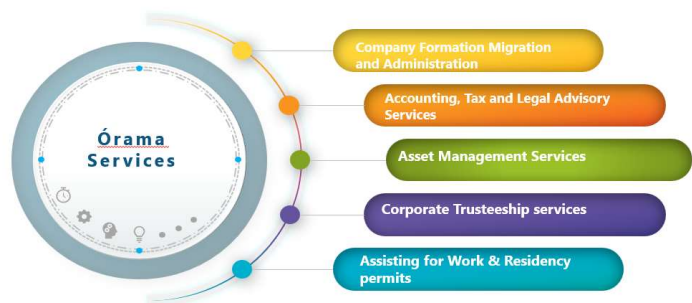 Órama
Services
Company Formation Migration
and Administration
Accounting, Tax and Legal Advisory
Services
Asset Management Services
Corporate Trusteeship services
Assisting for Work & Residency
permits